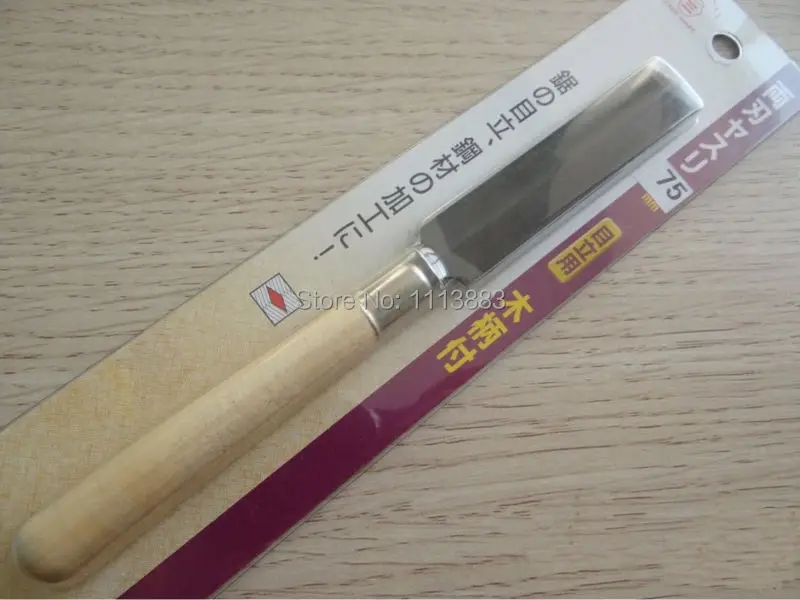 両刃ヤスリ 75mm
目立用
木柄付
鋸の目立、鋼材の加工に!
Store No: 1113883